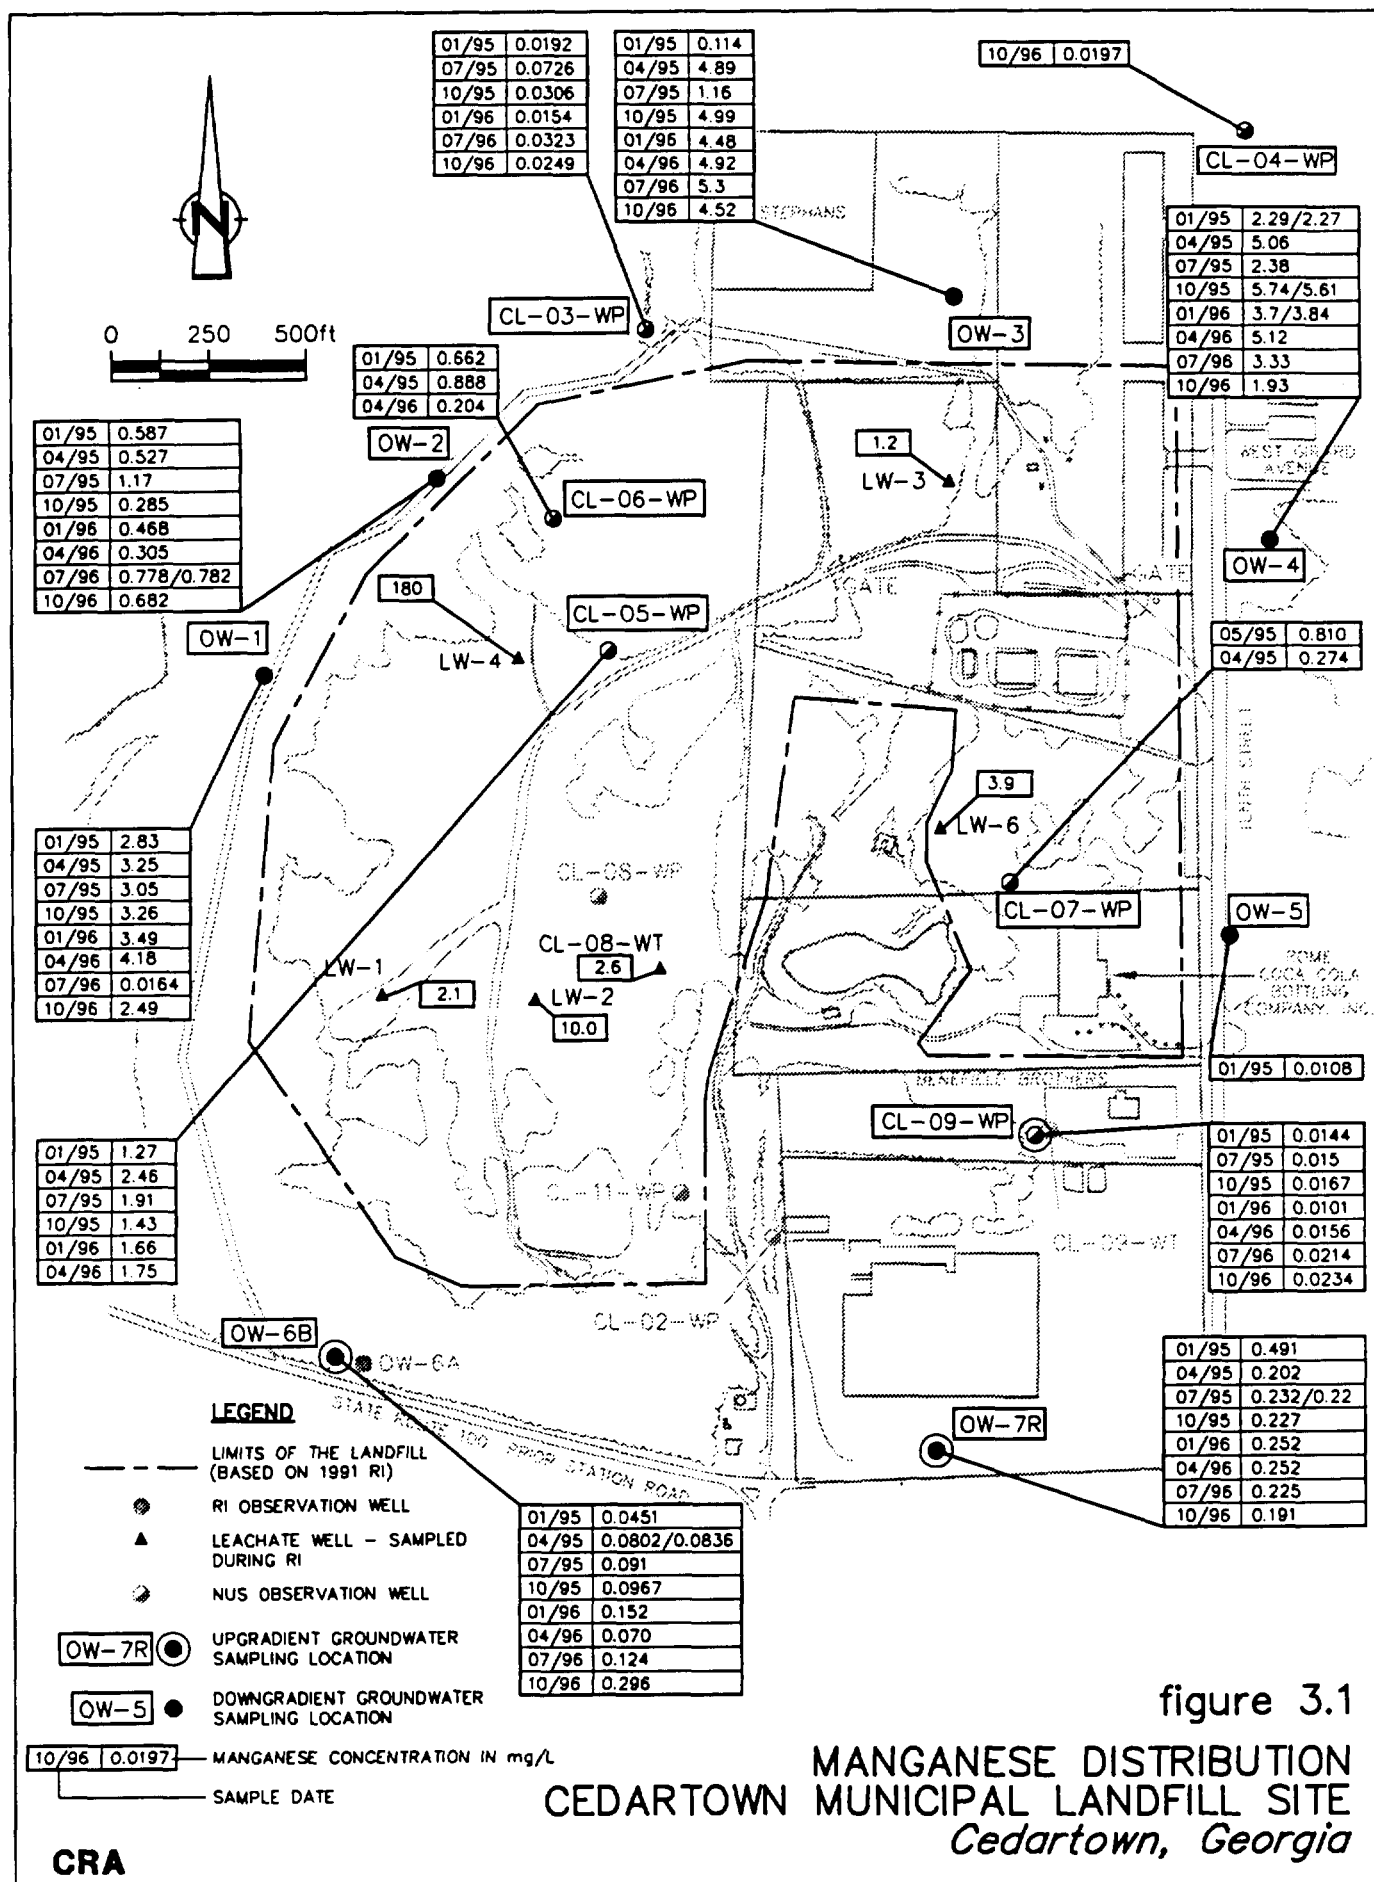 01/95 0.0192
07/95 0.0726
10/95 0.0306
01/96 0.0154
07/96 0.0323
10/96 0.0249
01/95 0.114
04/95 4.89
07/95 1.16
10/95 4.99
01/96 4.48
04/96 4.92
07/96 5.3
10/96 4.52
10/96 0.0197
CL-04-WP
STEPHANS
01/95 2.29/2.27
04/95 5.06
07/95 2.38
10/95 5.74/5.61
01/96 3.7/3.84
04/96 5.12
07/96 3.33
10/96 1.93
N
CL-03-WP
OW-3
0 250 500ft
01/95 0.662
04/95 0.888
04/96 0.204
01/95 0.587
04/95 0.527
07/95 1.17
10/95 0.285
01/96 0.468
04/96 0.305
07/96 0.778/0.782
10/96 0.682
OW-2
1.2
LW-3
WEST GIRARD
AVENUE
CL-06-WP
OW-4
180
GATE
GATE
CL-05-WP
OW-1
LW-4
05/95 0.810
04/95 0.274
TENTH STREET
3.9
LW-6
01/95 2.83
04/95 3.25
07/95 3.05
10/95 3.26
01/96 3.49
04/96 4.18
07/96 0.0164
10/96 2.49
CL-08-WP
CL-07-WP
OW-5
CL-08-WT
2.6
LW-1
2.1
LW-2
10.0
ROME
COCA COLA
BOTTLING
COMPANY, INC.
01/95 0.0108
BENEFIELD BROTHERS
CL-09-WP
01/95 0.0144
07/95 0.015
10/95 0.0167
01/96 0.0101
04/96 0.0156
07/96 0.0214
10/96 0.0234
01/95 1.27
04/95 2.46
07/95 1.91
10/95 1.43
01/96 1.66
04/96 1.75
CL-11-WP
CL-09-WT
CL-02-WP
OW-6B
OW-6A
STATE ROUTE 100 PRIOR STATION ROAD
01/95 0.491
04/95 0.202
07/95 0.232/0.22
10/95 0.227
01/96 0.252
04/96 0.252
07/96 0.225
10/96 0.191
OW-7R
01/95 0.0451
04/95 0.0802/0.0836
07/95 0.091
10/95 0.0967
01/96 0.152
04/96 0.070
07/96 0.124
10/96 0.296
LEGEND
LIMITS OF THE LANDFILL
(BASED ON 1991 RI)
RI OBSERVATION WELL
LEACHATE WELL - SAMPLED
DURING RI
NUS OBSERVATION WELL
OW-7R UPGRADIENT GROUNDWATER
SAMPLING LOCATION
OW-5 DOWNGRADIENT GROUNDWATER
SAMPLING LOCATION
10/96 0.0197 MANGANESE CONCENTRATION IN mg/L
SAMPLE DATE
figure 3.1
MANGANESE DISTRIBUTION
CEDARTOWN MUNICIPAL LANDFILL SITE
Cedartown, Georgia
CRA